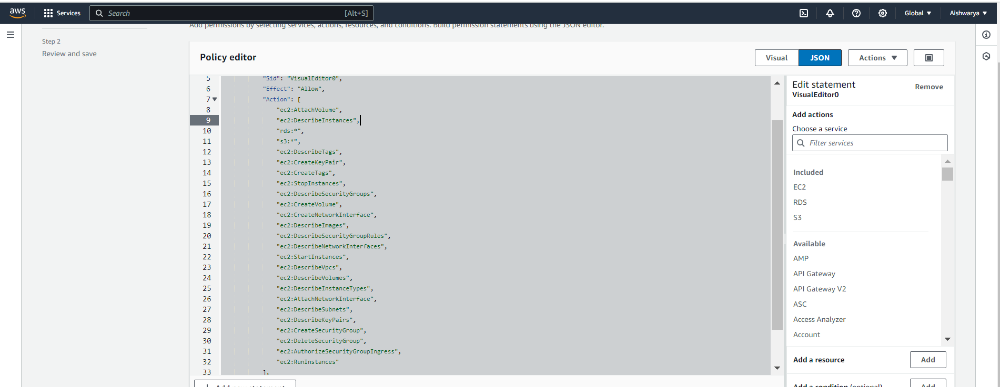 aws
Services
Search
[Alt+S]
Global
Aishwarya
Add permissions by selecting services, actions, resources, and conditions. Build permission statements using the JSON editor.
Step 2
Review and save
Policy editor
Visual
JSON
Actions
5 "Sid": "VisualEditor0",
6 "Effect": "Allow",
7 "Action": [
8 "ec2:AttachVolume",
9 "ec2:DescribeInstances",
10 "rds:*",
11 "s3:*",
12 "ec2:DescribeTags",
13 "ec2:CreateKeyPair",
14 "ec2:CreateTags",
15 "ec2:StopInstances",
16 "ec2:DescribeSecurityGroups",
17 "ec2:CreateVolume",
18 "ec2:CreateNetworkInterface",
19 "ec2:DescribeImages",
20 "ec2:DescribeSecurityGroupRules",
21 "ec2:DescribeNetworkInterfaces",
22 "ec2:StartInstances",
23 "ec2:DescribeVpcs",
24 "ec2:DescribeVolumes",
25 "ec2:DescribeInstanceTypes",
26 "ec2:AttachNetworkInterface",
27 "ec2:DescribeSubnets",
28 "ec2:DescribeKeyPairs",
29 "ec2:CreateSecurityGroup",
30 "ec2:DeleteSecurityGroup",
31 "ec2:AuthorizeSecurityGroupIngress",
32 "ec2:RunInstances"
33 ],
+ Add new statement
Edit statement
VisualEditor0
Remove
Add actions
Choose a service
Filter services
Included
EC2
RDS
S3
Available
AMP
API Gateway
API Gateway V2
ASC
Access Analyzer
Account
Add a resource
Add
Add a condition (optional)
Add